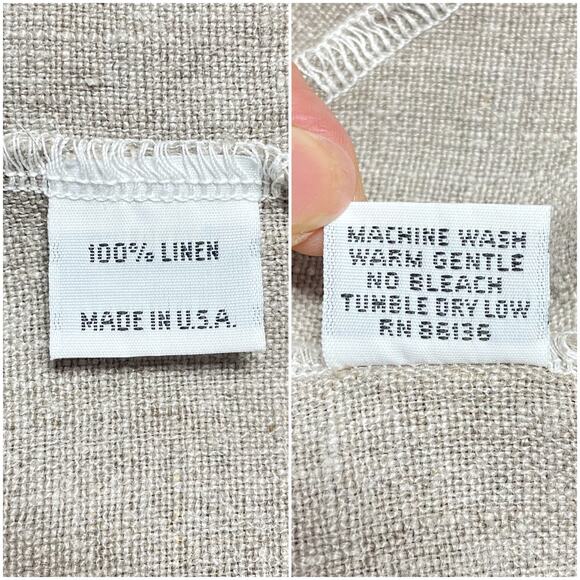 100% LINEN
MADE IN U.S.A.
MACHINE WASH
WARM GENTLE
NO BLEACH
TUMBLE DRY LOW
RN 86136